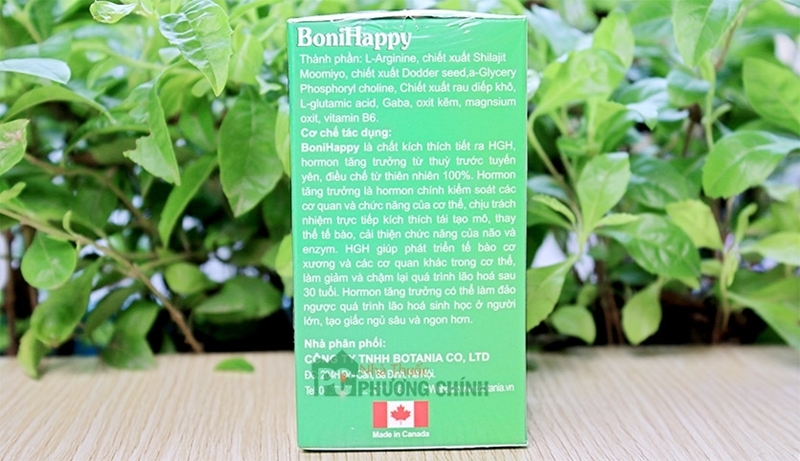 BoniHappy
Thành phần: L-Arginine, chiết xuất Shilajit
Moomiyo, chiết xuất Dodder seed,a-Glycery
Phosphoryl choline, Chiết xuất rau diếp khô,
L-glutamic acid, Gaba, oxit kẽm, magnsium
oxit, vitamin B6.
Cơ chế tác dụng:
BoniHappy là chất kích thích tiết ra HGH,
hormon tăng trưởng từ thuỳ trước tuyến
yên, điều chế từ thiên nhiên 100%. Hormon
tăng trưởng là hormon chính kiểm soát các
cơ quan và chức năng của cơ thể, chịu trách
nhiệm trực tiếp kích thích tái tạo mô, thay
thế tế bào, cải thiện chức năng của não và
enzym. HGH giúp phát triển tế bào cơ
xương và các cơ quan khác trong cơ thể,
làm giảm và chậm lại quá trình lão hoá sau
30 tuổi. Hormon tăng trưởng có thể làm đảo
ngược quá trình lão hoá sinh học ở người
lớn, tạo giấc ngủ sâu và ngon hơn.
Nhà phân phối:
CÔNG TY TNHH BOTANIA CO., LTD
Nhà Thuốc
PHƯƠNG CHÍNH
Made in Canada